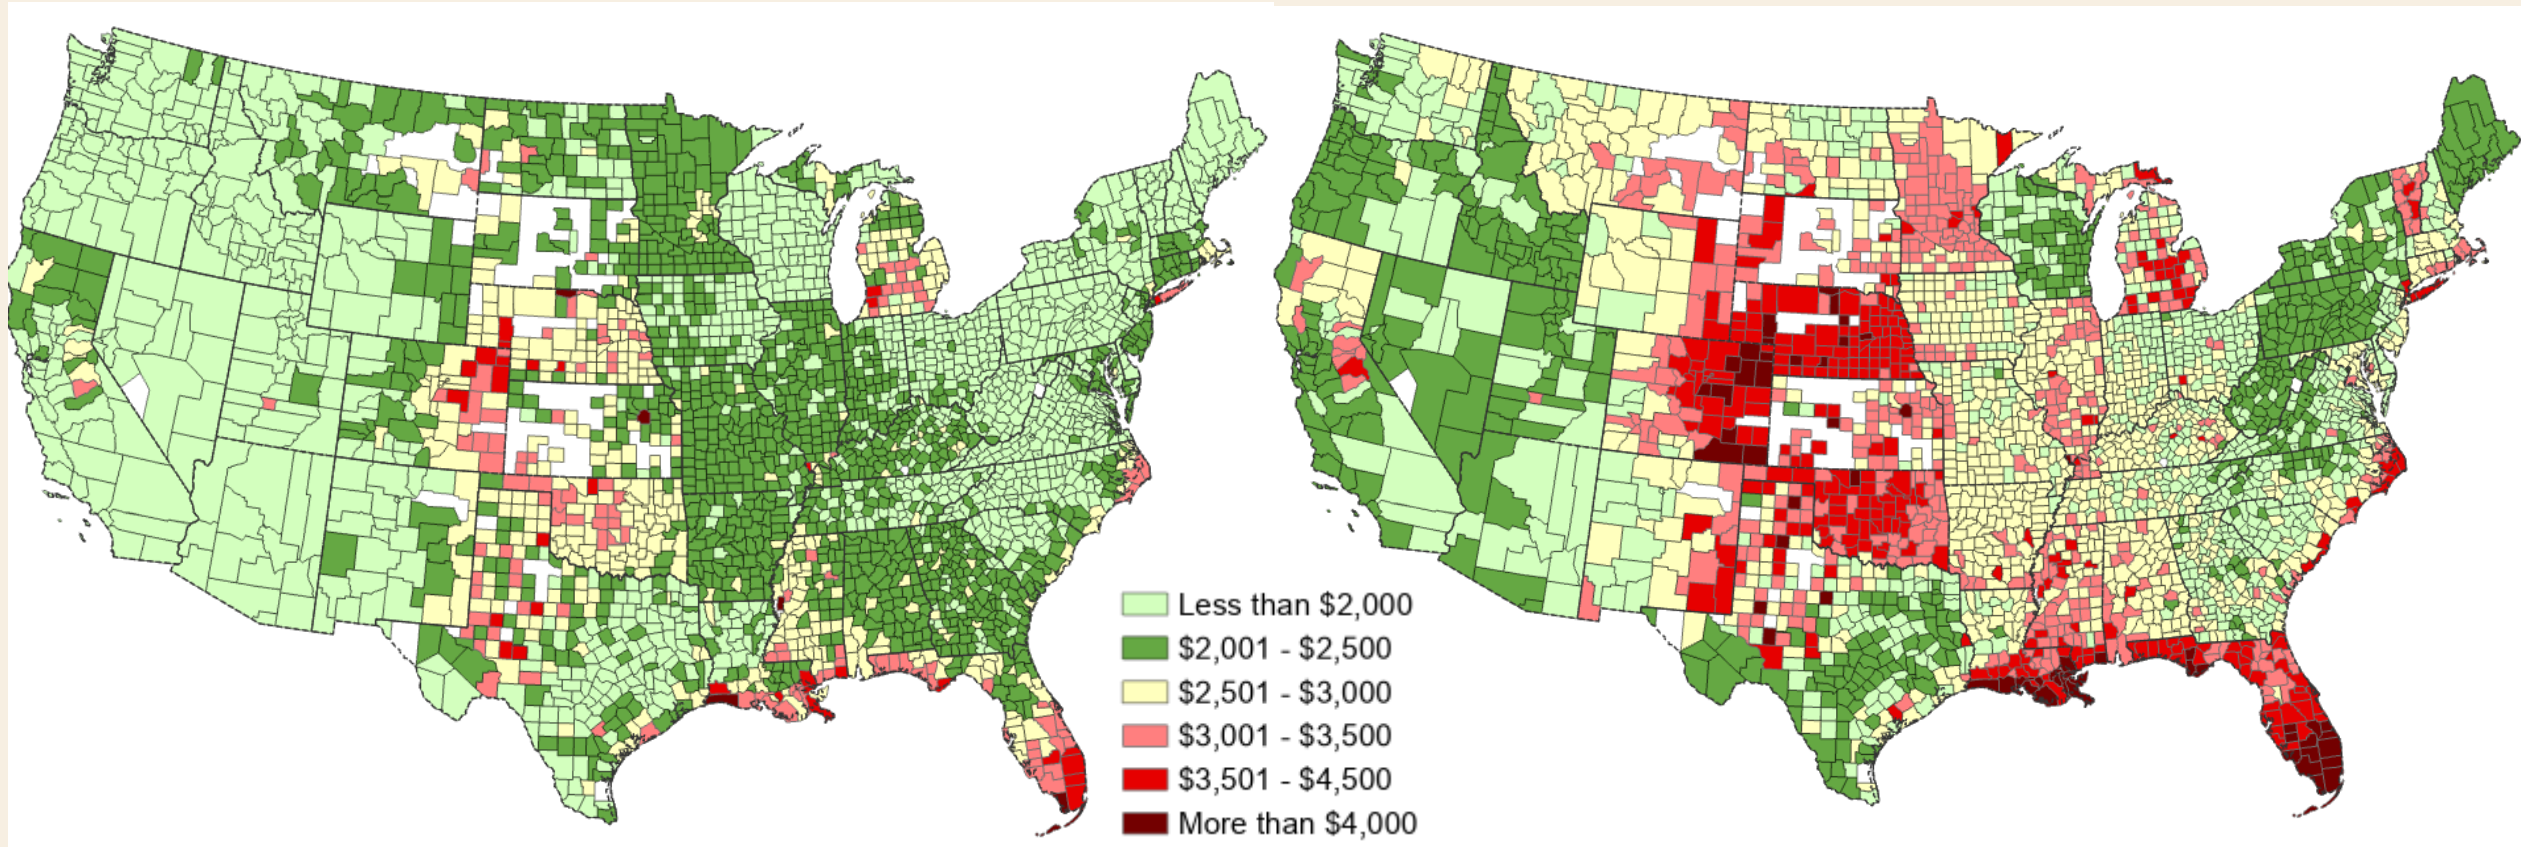 Less than $2,000
$2,001 - $2,500
$2,501 - $3,000
$3,001 - $3,500
$3,501 - $4,500
More than $4,000